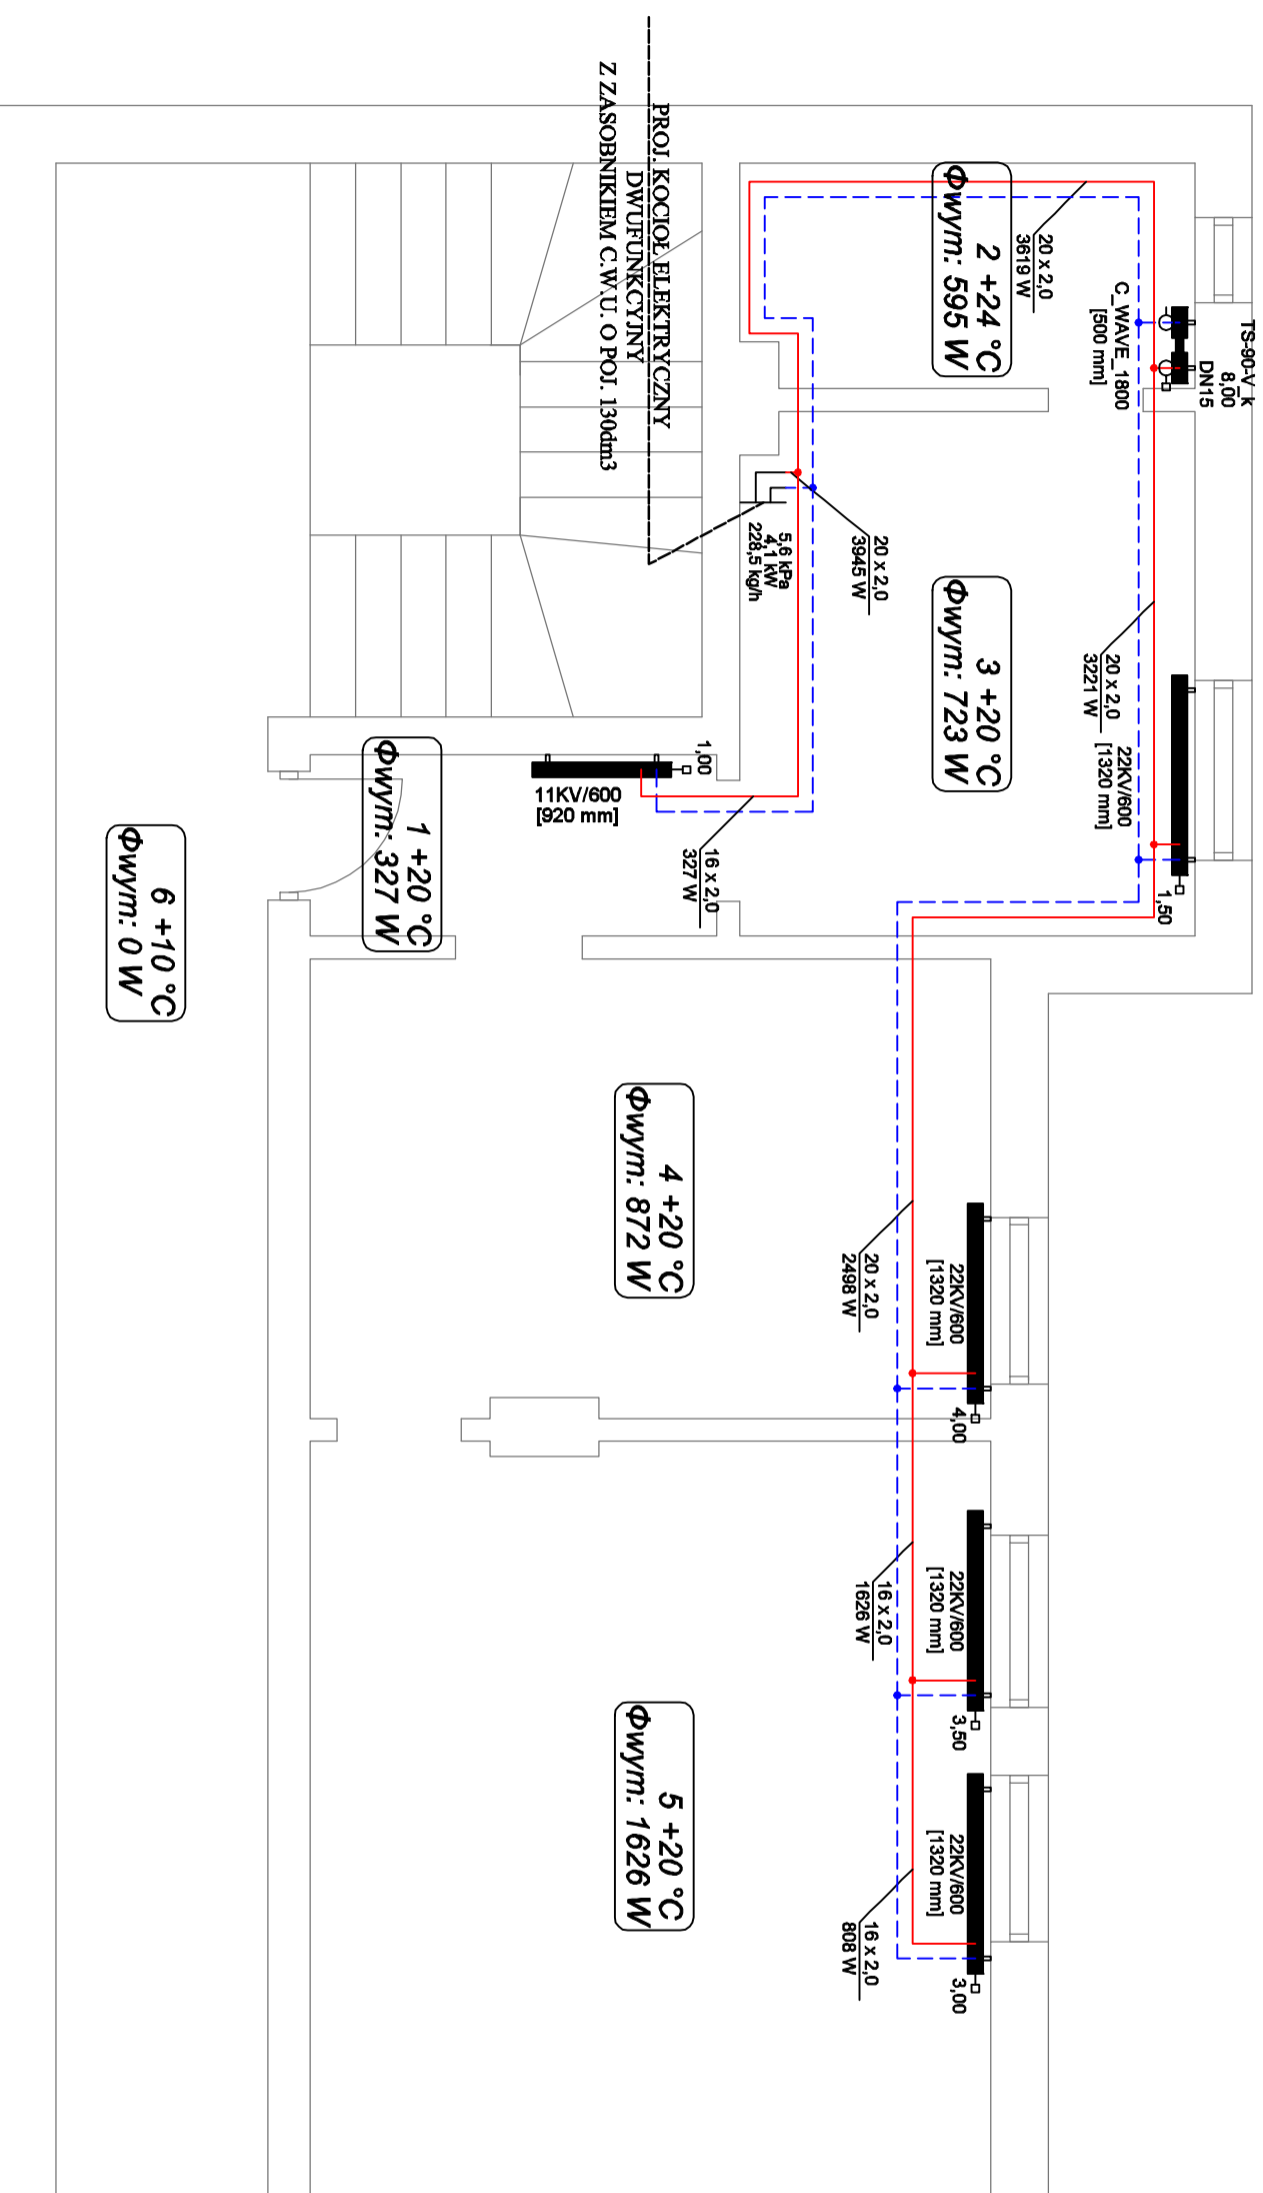 TS-90-V_k
8,00
DN15
C_WAVE_1800
[500 mm]
20 x 2,0
3619 W
2 +24 °C
Φwym: 595 W
PROJ. KOCIOŁ ELEKTRYCZNY
DWUFUNKCYJNY
Z ZASOBNIKIEM C.W.U. O POJ. 130dm3
20 x 2,0
3945 W
5,6 kPa
4,1 kW
228,5 kg/h
3 +20 °C
Φwym: 723 W
20 x 2,0
3221 W
22KV/600
[1320 mm]
1,50
1,00
11KV/600
[920 mm]
16 x 2,0
327 W
1 +20 °C
Φwym: 327 W
6 +10 °C
Φwym: 0 W
4 +20 °C
Φwym: 872 W
20 x 2,0
2498 W
22KV/600
[1320 mm]
4,00
22KV/600
[1320 mm]
16 x 2,0
1626 W
3,50
5 +20 °C
Φwym: 1626 W
22KV/600
[1320 mm]
16 x 2,0
808 W
3,00